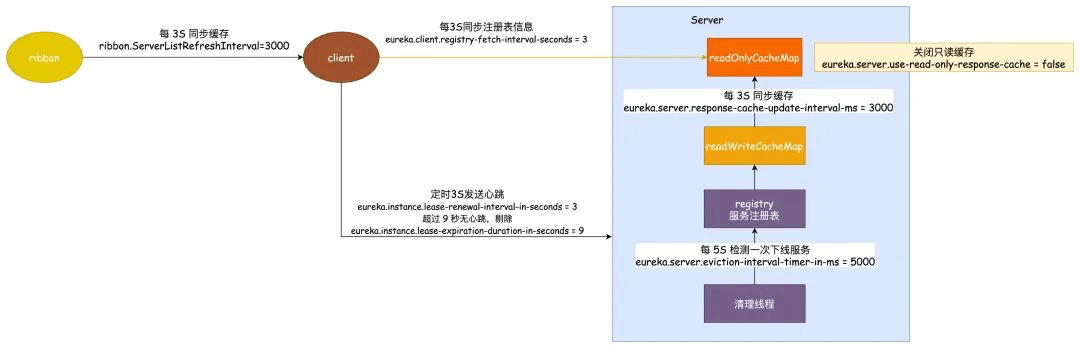 Server
每 3S 同步缓存
ribbon.ServerListRefreshInterval=3000
每3S同步注册表信息
eureka.client.registry-fetch-interval-seconds = 3
ribbon
client
readOnlyCacheMap
关闭只读缓存
eureka.server.use-read-only-response-cache = false
每 3S 同步缓存
eureka.server.response-cache-update-interval-ms = 3000
readWriteCacheMap
定时3S发送心跳
eureka.instance.lease-renewal-interval-in-seconds = 3
超过 9 秒无心跳，剔除
eureka.instance.lease-expiration-duration-in-seconds = 9
registry
服务注册表
每 5S 检测一次下线服务
eureka.server.eviction-interval-timer-in-ms = 5000
清理线程